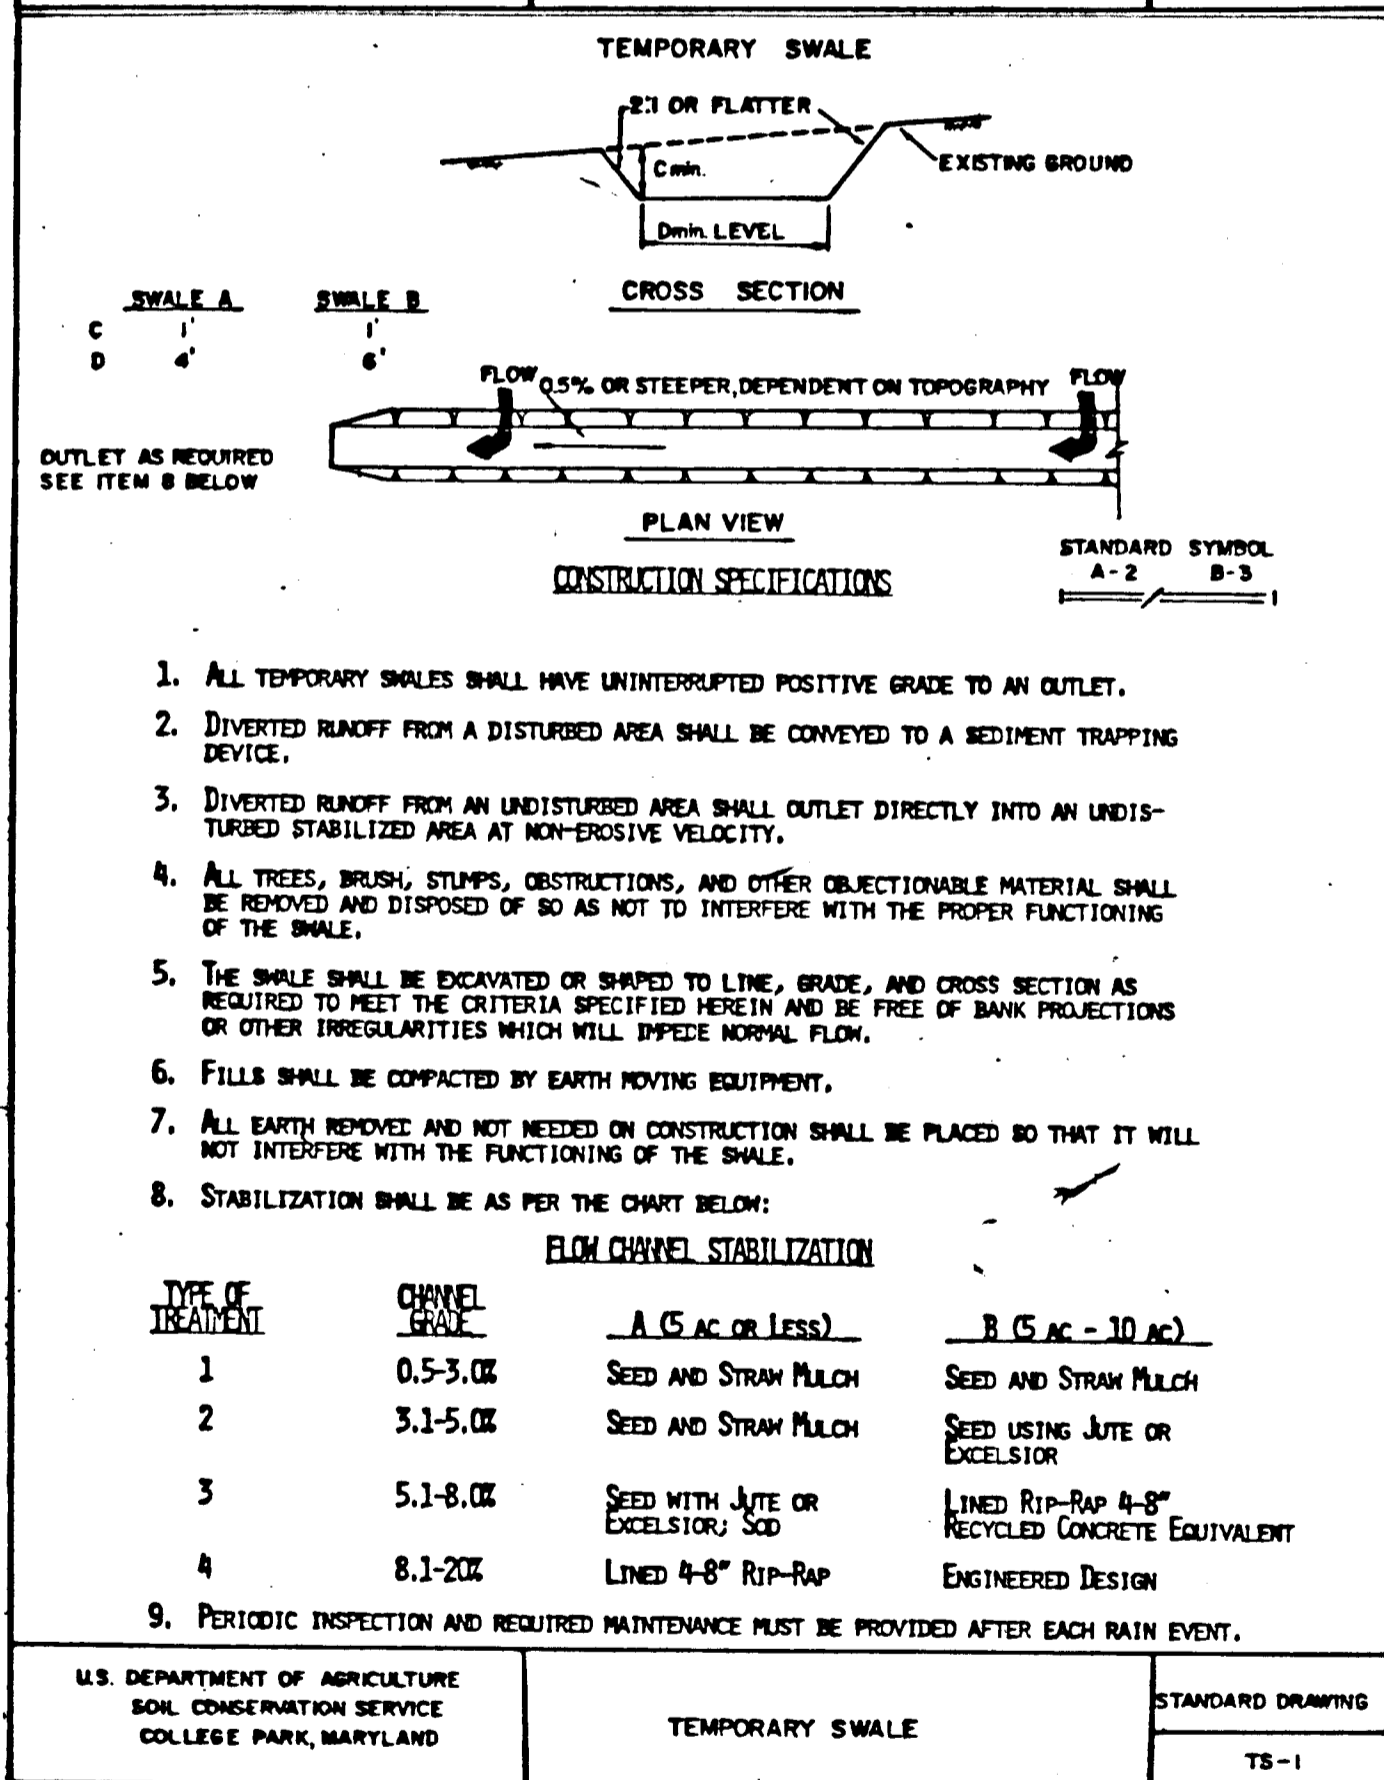 TEMPORARY SWALE
2:1 OR FLATTER
EXISTING GROUND
C min.
Dmin. LEVEL
CROSS SECTION
SWALE A SWALE B
C 1' 1'
D 4' 6'
FLOW 0.5% OR STEEPER, DEPENDENT ON TOPOGRAPHY FLOW
OUTLET AS REQUIRED
SEE ITEM 8 BELOW
PLAN VIEW
STANDARD SYMBOL
A-2 B-3
CONSTRUCTION SPECIFICATIONS
1. ALL TEMPORARY SWALES SHALL HAVE UNINTERRUPTED POSITIVE GRADE TO AN OUTLET.
2. DIVERTED RUNOFF FROM A DISTURBED AREA SHALL BE CONVEYED TO A SEDIMENT TRAPPING
DEVICE.
3. DIVERTED RUNOFF FROM AN UNDISTURBED AREA SHALL OUTLET DIRECTLY INTO AN UNDIS-
TURBED STABILIZED AREA AT NON-EROSIVE VELOCITY.
4. ALL TREES, BRUSH, STUMPS, OBSTRUCTIONS, AND OTHER OBJECTIONABLE MATERIAL SHALL
BE REMOVED AND DISPOSED OF SO AS NOT TO INTERFERE WITH THE PROPER FUNCTIONING
OF THE SWALE.
5. THE SWALE SHALL BE EXCAVATED OR SHAPED TO LINE, GRADE, AND CROSS SECTION AS
REQUIRED TO MEET THE CRITERIA SPECIFIED HEREIN AND BE FREE OF BANK PROJECTIONS
OR OTHER IRREGULARITIES WHICH WILL IMPEDE NORMAL FLOW.
6. FILLS SHALL BE COMPACTED BY EARTH MOVING EQUIPMENT.
7. ALL EARTH REMOVED AND NOT NEEDED ON CONSTRUCTION SHALL BE PLACED SO THAT IT WILL
NOT INTERFERE WITH THE FUNCTIONING OF THE SWALE.
8. STABILIZATION SHALL BE AS PER THE CHART BELOW:
FLOW CHANNEL STABILIZATION
TYPE OF CHANNEL
TREATMENT GRADE A (5 AC OR LESS) B (5 AC - 10 AC)
1 0.5-3.0% SEED AND STRAW MULCH SEED AND STRAW MULCH
2 3.1-5.0% SEED AND STRAW MULCH SEED USING JUTE OR
EXCELSIOR
3 5.1-8.0% SEED WITH JUTE OR LINED RIP-RAP 4-8"
EXCELSIOR; SOD RECYCLED CONCRETE EQUIVALENT
4 8.1-20% LINED 4-8" RIP-RAP ENGINEERED DESIGN
9. PERIODIC INSPECTION AND REQUIRED MAINTENANCE MUST BE PROVIDED AFTER EACH RAIN EVENT.
U.S. DEPARTMENT OF AGRICULTURE
SOIL CONSERVATION SERVICE
COLLEGE PARK, MARYLAND
TEMPORARY SWALE
STANDARD DRAWING
TS-1